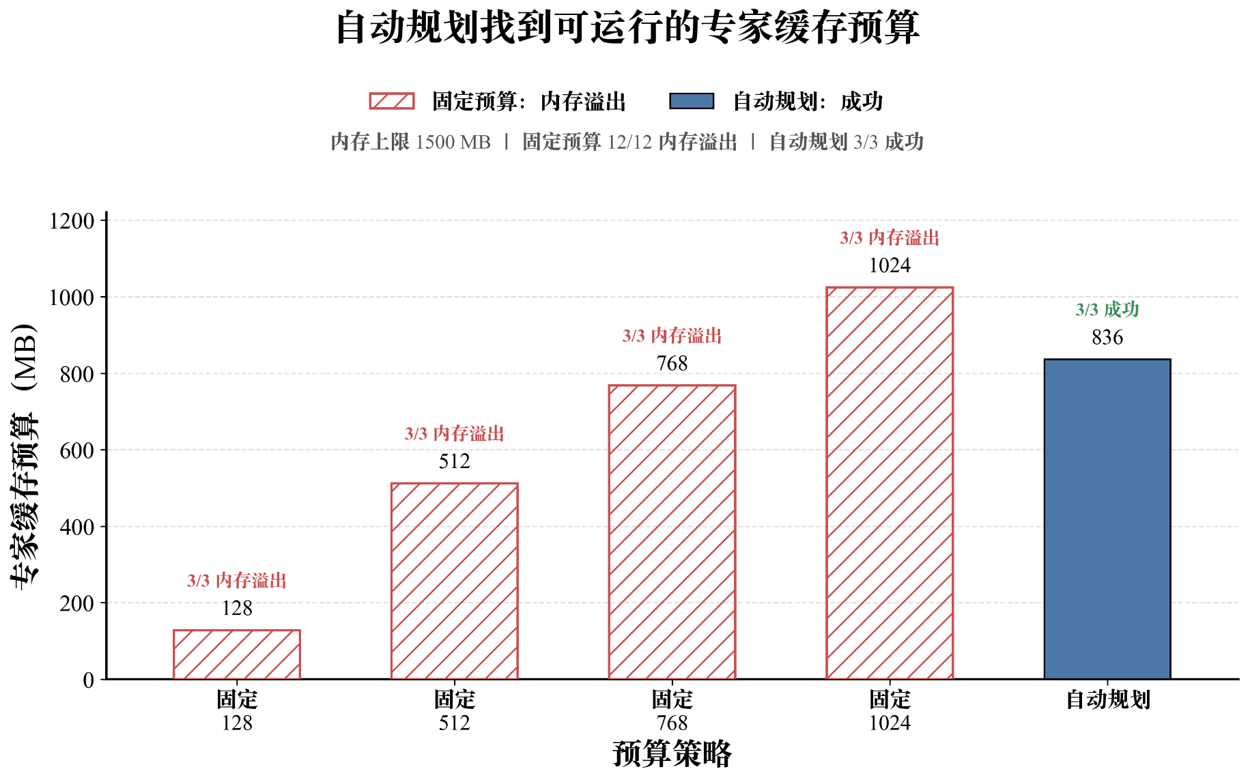 自动规划找到可运行的专家缓存预算
固定预算：内存溢出
自动规划：成功
内存上限 1500 MB | 固定预算 12/12 内存溢出 | 自动规划 3/3 成功
专家缓存预算（MB）
1200
1000
800
600
400
200
0
3/3 内存溢出
128
3/3 内存溢出
512
3/3 内存溢出
768
3/3 内存溢出
1024
3/3 成功
836
固定
128
固定
512
固定
768
固定
1024
自动规划
预算策略